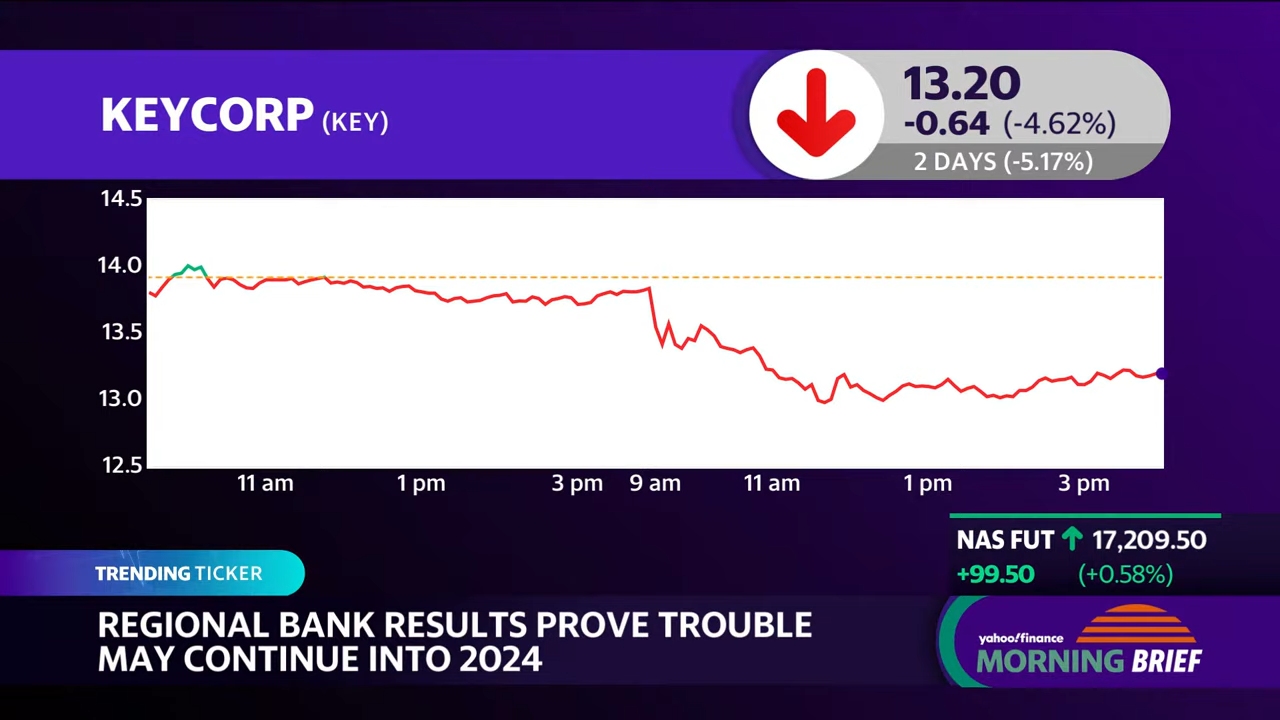 KEYCORP (KEY)
13.20
-0.64 (-4.62%)
2 DAYS (-5.17%)
14.5
14.0
13.5
13.0
12.5
11 am 1 pm 3 pm 9 am 11 am 1 pm 3 pm
NAS FUT 17,209.50
+99.50 (+0.58%)
TRENDING TICKER
REGIONAL BANK RESULTS PROVE TROUBLE
MAY CONTINUE INTO 2024
yahoo!finance
MORNING BRIEF